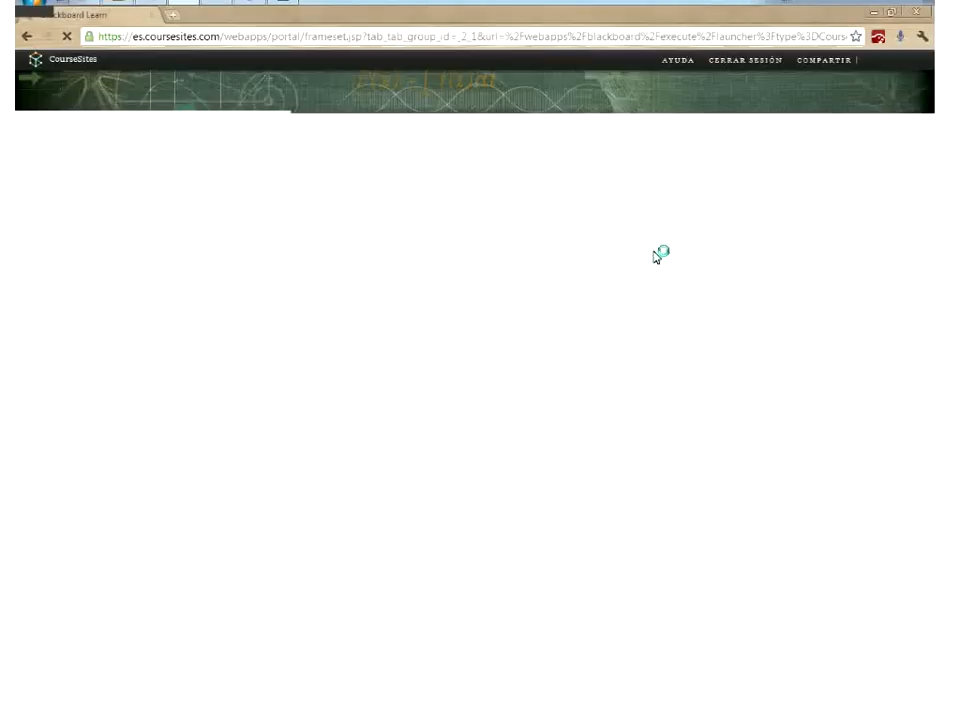 Blackboard Learn
https://es.coursesites.com/webapps/portal/frameset.jsp?tab_tab_group_id=_2_1&url=%2Fwebapps%2Fblackboard%2Fexecute%2Flauncher%3Ftype%3DCours
CourseSites
AYUDA CERRAR SESIÓN COMPARTIR |